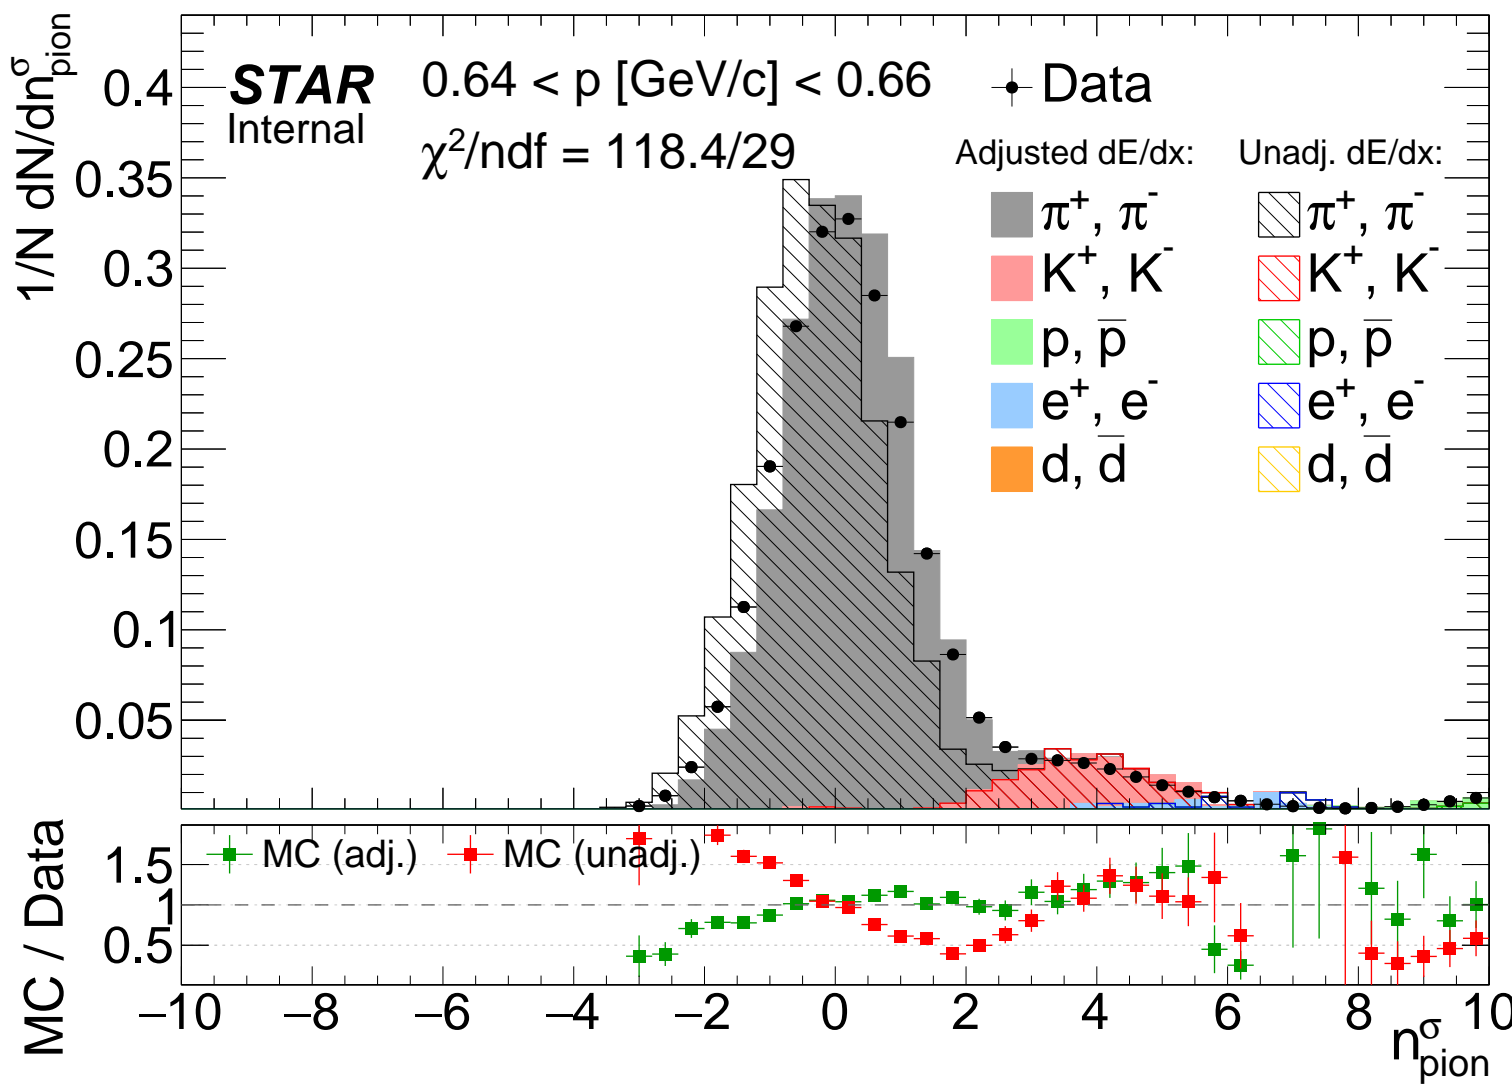 1/N dN/dn^σ_pion
STAR
Internal
0.64 < p [GeV/c] < 0.66
χ²/ndf = 118.4/29
Data
Adjusted dE/dx:
Unadj. dE/dx:
π⁺, π⁻
π⁺, π⁻
K⁺, K⁻
K⁺, K⁻
p, p̅
p, p̅
e⁺, e⁻
e⁺, e⁻
d, d̅
d, d̅
0.4
0.35
0.3
0.25
0.2
0.15
0.1
0.05
MC / Data
MC (adj.)
MC (unadj.)
1.5
1
0.5
−10 −8 −6 −4 −2 0 2 4 6 8 10
n^σ_pion